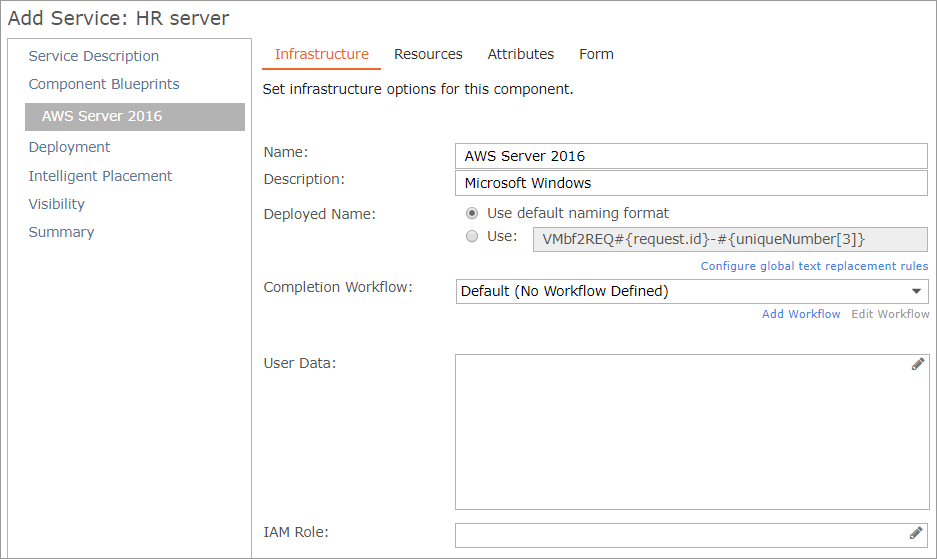 Add Service: HR server
Service Description
Component Blueprints
AWS Server 2016
Deployment
Intelligent Placement
Visibility
Summary
Infrastructure Resources Attributes Form
Set infrastructure options for this component.
Name: AWS Server 2016
Description: Microsoft Windows
Deployed Name: Use default naming format
Use: VMbf2REQ#{request.id}-#{uniqueNumber[3]}
Configure global text replacement rules
Completion Workflow: Default (No Workflow Defined)
Add Workflow Edit Workflow
User Data:
IAM Role: